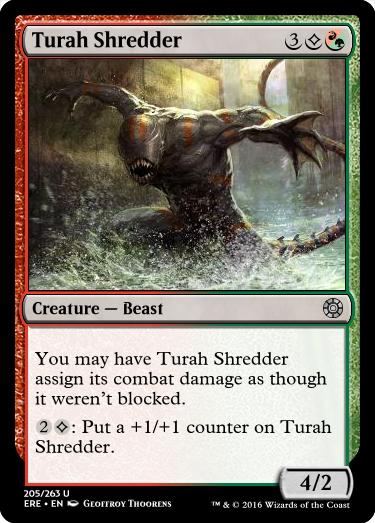 Turah Shredder 3
Creature — Beast
You may have Turah Shredder
assign its combat damage as though
it weren't blocked.
2 : Put a +1/+1 counter on Turah
Shredder.
4/2
205/263 U
ERE • EN Geoffroy Thoorens
™ & © 2016 Wizards of the Coast